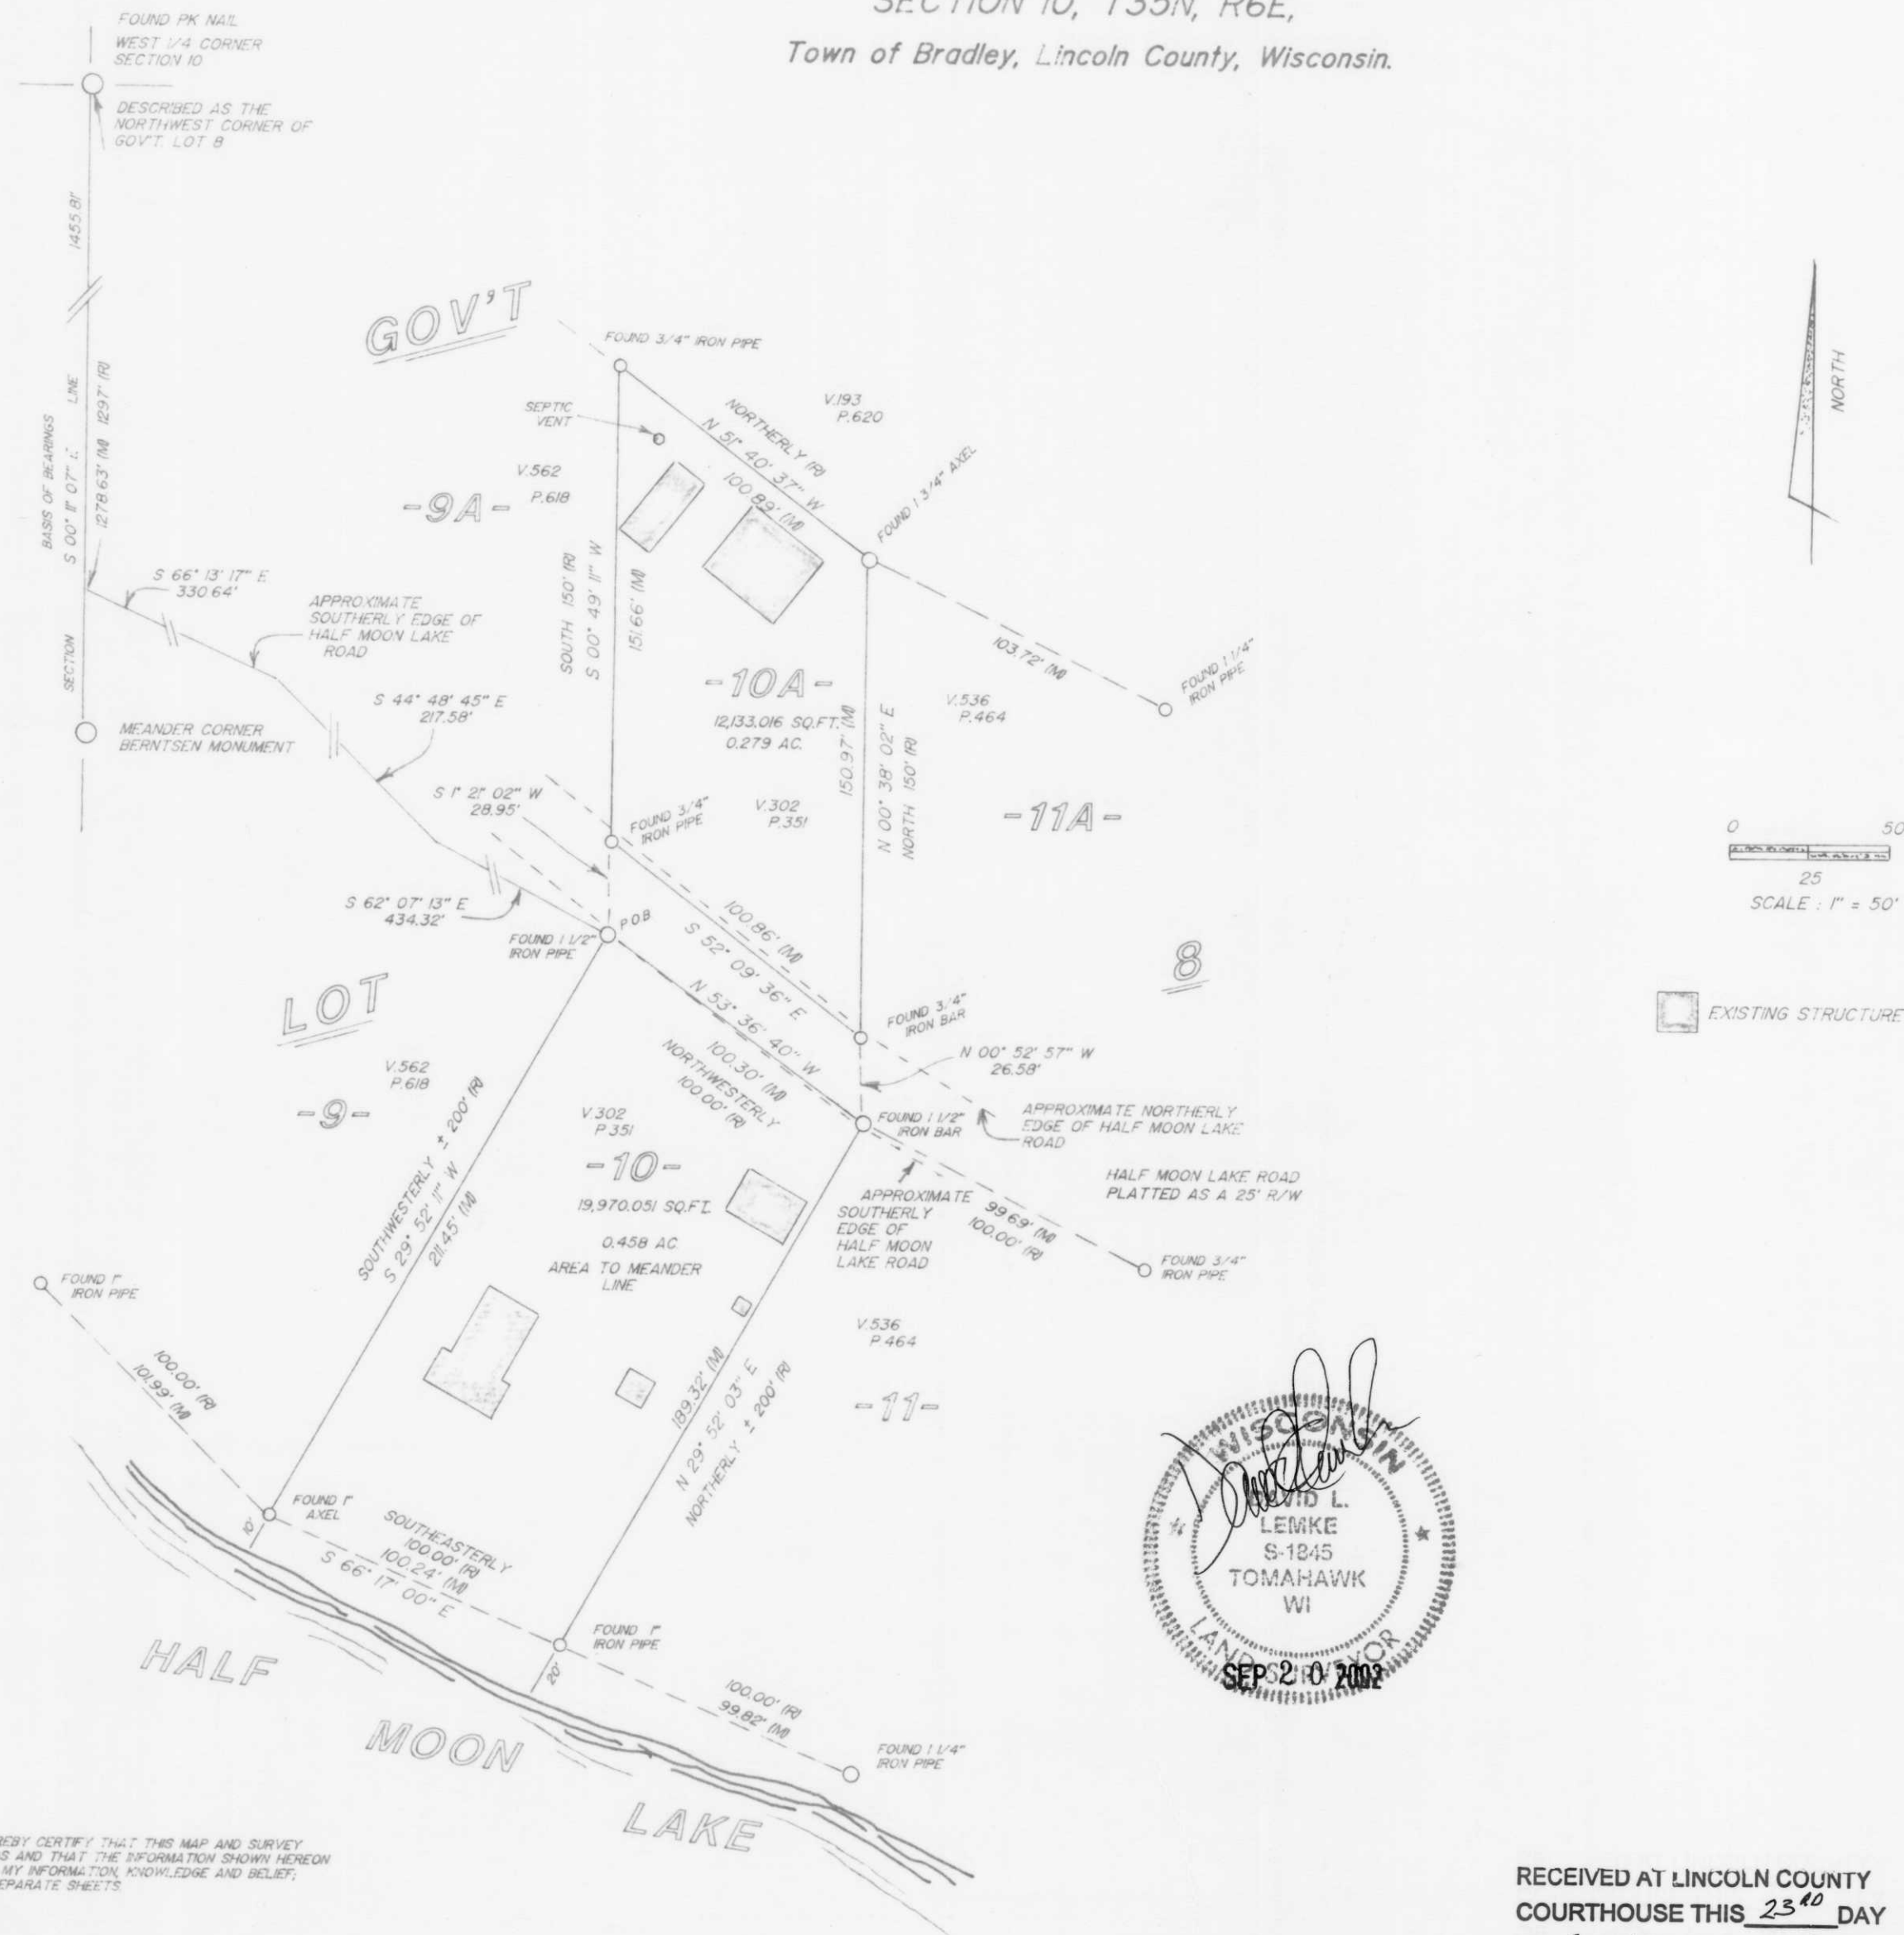 SECTION 10, T35N, R6E,
Town of Bradley, Lincoln County, Wisconsin.
FOUND PK NAIL
WEST 1/4 CORNER
SECTION 10
DESCRIBED AS THE
NORTHWEST CORNER OF
GOV'T. LOT 8
1455.81'
BASIS OF BEARINGS
S 00° 11' 07" E LINE
1278.63' (M) 1297' (R)
SECTION
S 66° 13' 17" E
330.64'
APPROXIMATE
SOUTHERLY EDGE OF
HALF MOON LAKE
ROAD
MEANDER CORNER
BERNTSEN MONUMENT
S 44° 48' 45" E
217.58'
S 1° 21' 02" W
28.95'
S 62° 07' 13" E
434.32'
GOV'T
FOUND 3/4" IRON PIPE
SEPTIC
VENT
V.562
P.618
-9A-
V.193
P.620
NORTHERLY (R)
N 51° 40' 37" W
100.89' (M)
FOUND 1 3/4" AXEL
SOUTH 150' (R)
S 00° 49' 11" W
151.66' (M)
103.72' (M)
FOUND 1 1/4"
IRON PIPE
-10A-
12,133.016 SQ.FT.
0.279 AC.
V.302
P.351
150.97' (M)
N 00° 38' 02" E
NORTH 150' (R)
V.536
P.464
-11A-
NORTH
0 50
25
SCALE : 1" = 50'
EXISTING STRUCTURE
FOUND 3/4"
IRON PIPE
P.O.B
FOUND 1 1/2"
IRON PIPE
100.86' (M)
S 52° 09' 36" E
N 53° 36' 40" W
100.30' (M)
NORTHWESTERLY
100.00' (R)
FOUND 3/4"
IRON BAR
N 00° 52' 57" W
26.58'
8
LOT
V.562
P.618
-9-
FOUND 1 1/2"
IRON BAR
APPROXIMATE NORTHERLY
EDGE OF HALF MOON LAKE
ROAD
HALF MOON LAKE ROAD
PLATTED AS A 25' R/W
APPROXIMATE
SOUTHERLY
EDGE OF
HALF MOON
LAKE ROAD
99.69' (M)
100.00' (R)
FOUND 3/4"
IRON PIPE
SOUTHWESTERLY ± 200' (R)
S 29° 52' 11" W
211.45' (M)
V 302
P 351
-10-
19,970.051 SQ.FT.
0.458 AC
AREA TO MEANDER
LINE
FOUND 1"
IRON PIPE
100.00' (R)
101.99' (M)
189.32' (M)
N 29° 52' 03" E
NORTHERLY ± 200' (R)
V.536
P 464
-11-
FOUND 1"
AXEL
10'
SOUTHEASTERLY
100.00' (R)
100.24' (M)
S 66° 17' 00" E
FOUND 1"
IRON PIPE
20'
100.00' (R)
99.82' (M)
FOUND 1 1/4"
IRON PIPE
HALF
MOON
LAKE
WISCONSIN
DAVID L.
LEMKE
S-1845
TOMAHAWK
WI
LAND SURVEYOR
SEP 20 2002
EBY CERTIFY THAT THIS MAP AND SURVEY
S AND THAT THE INFORMATION SHOWN HEREON
MY INFORMATION, KNOWLEDGE AND BELIEF;
EPARATE SHEETS.
RECEIVED AT LINCOLN COUNTY
COURTHOUSE THIS 23RD DAY